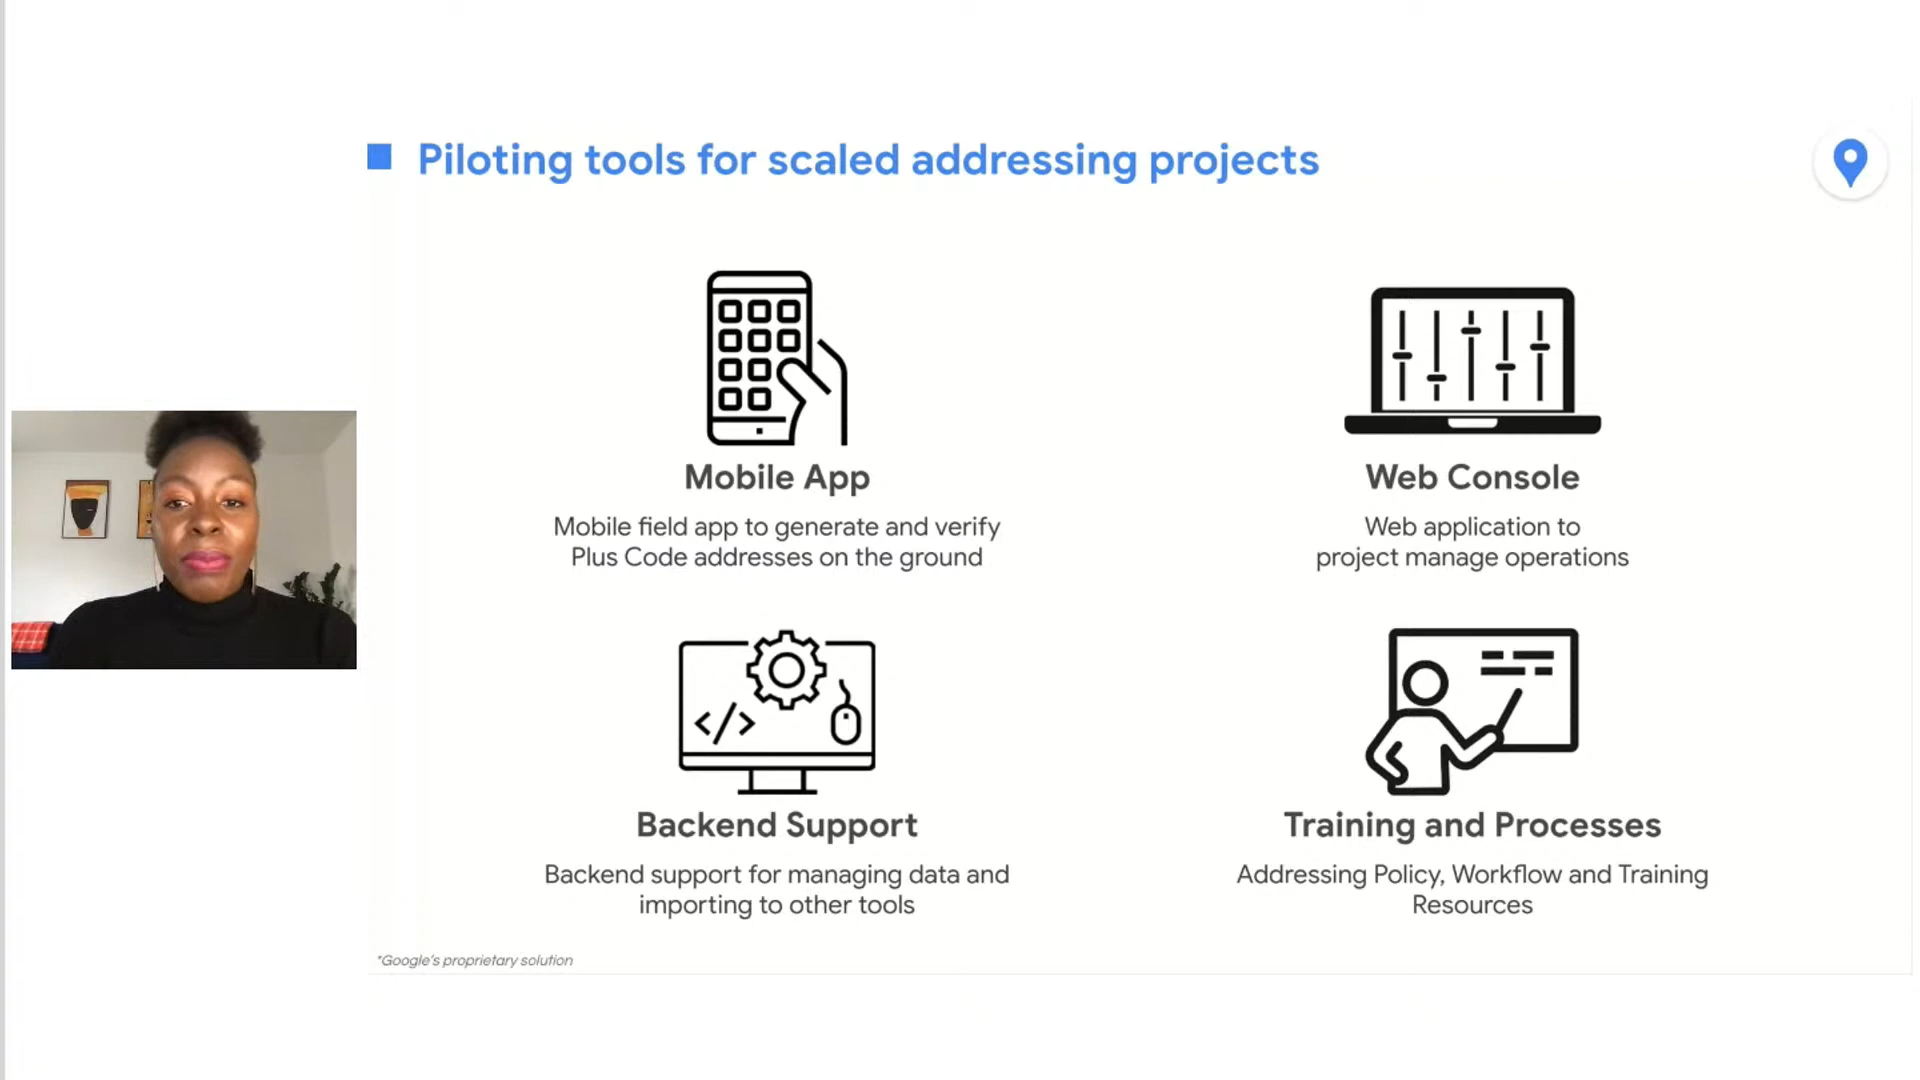 Piloting tools for scaled addressing projects
Mobile App
Mobile field app to generate and verify
Plus Code addresses on the ground
Web Console
Web application to
project manage operations
Backend Support
Backend support for managing data and
importing to other tools
Training and Processes
Addressing Policy, Workflow and Training
Resources
*Google's proprietary solution